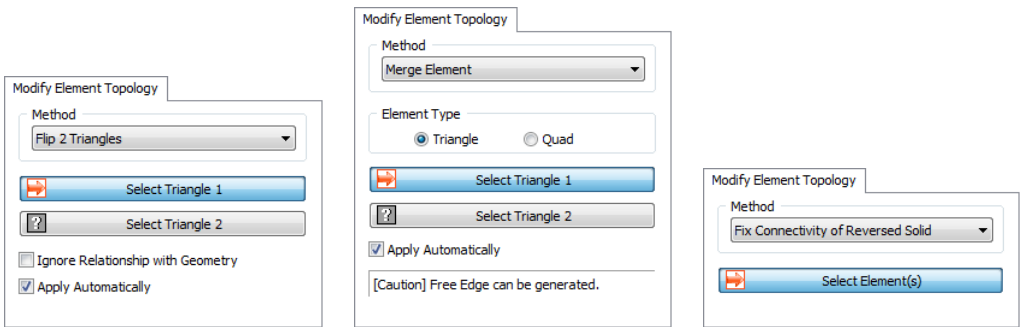 Modify Element Topology
Method
Flip 2 Triangles
Select Triangle 1
Select Triangle 2
Ignore Relationship with Geometry
Apply Automatically
Modify Element Topology
Method
Merge Element
Element Type
Triangle Quad
Select Triangle 1
Select Triangle 2
Apply Automatically
[Caution] Free Edge can be generated.
Modify Element Topology
Method
Fix Connectivity of Reversed Solid
Select Element(s)